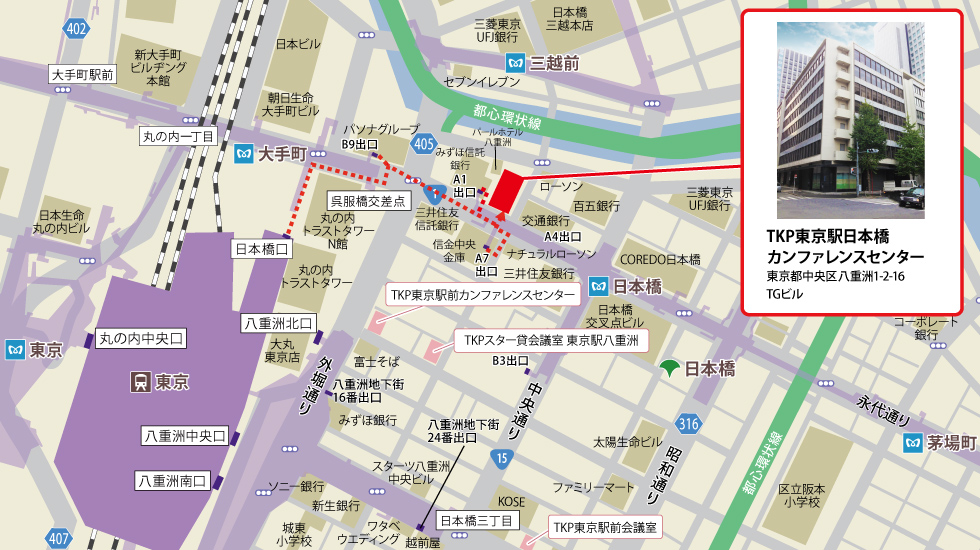 402
大手町駅前
新大手町
ビルヂング
本館
日本ビル
朝日生命
大手町ビル
丸の内一丁目
大手町
三菱東京
UFJ銀行
日本橋
三越本店
三越前
セブンイレブン
都心環状線
パソナグループ
B9出口
405
パールホテル
八重洲
みずほ信託
銀行
A1
出口
1
ローソン
百五銀行
三菱東京
UFJ銀行
呉服橋交差点
三井住友
信託銀行
交通銀行
A4出口
信金中央
金庫
A7
出口
ナチュラルローソン
三井住友銀行
COREDO日本橋
日本橋
日本橋
交叉点ビル
日本生命
丸の内ビル
日本橋口
丸の内
トラストタワー
N館
丸の内
トラストタワー
TKP東京駅前カンファレンスセンター
TKPスター貸会議室 東京駅八重洲
TKP東京駅日本橋
カンファレンスセンター
東京都中央区八重洲1-2-16
TGビル
コーポレート
銀行
八重洲北口
大丸
東京店
丸の内中央口
東京
東京
外堀通り
富士そば
八重洲地下街
16番出口
みずほ銀行
B3出口
中央通り
日本橋
永代通り
茅場町
八重洲中央口
八重洲南口
八重洲地下街
24番出口
15
316
太陽生命ビル
昭和通り
都心環状線
スターツ八重洲
中央ビル
ソニー銀行
新生銀行
ファミリーマート
区立阪本
小学校
KOSE
407
城東
小学校
ワタベ
ウエディング
越前屋
日本橋三丁目
TKP東京駅前会議室